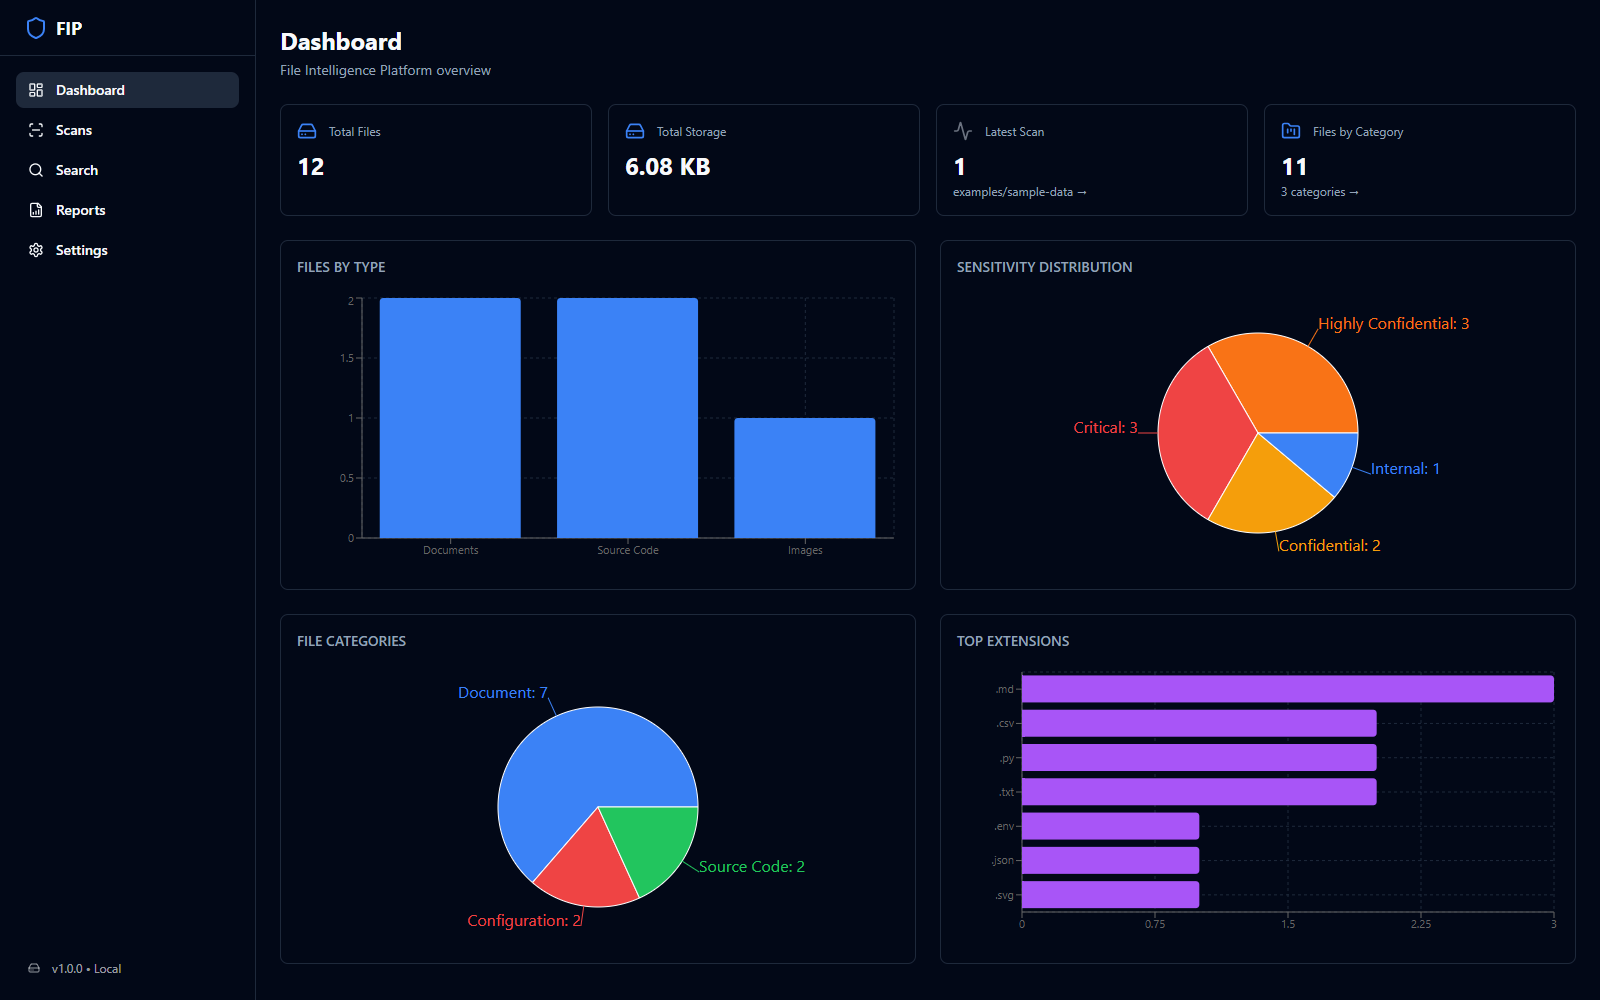 FIP
Dashboard
Scans
Search
Reports
Settings
v1.0.0 • Local
Dashboard
File Intelligence Platform overview
Total Files
12
Total Storage
6.08 KB
Latest Scan
1
examples/sample-data →
Files by Category
11
3 categories →
FILES BY TYPE
2
1.5
1
0.5
0
Documents
Source Code
Images
SENSITIVITY DISTRIBUTION
Highly Confidential: 3
Critical: 3
Internal: 1
Confidential: 2
FILE CATEGORIES
Document: 7
Source Code: 2
Configuration: 2
TOP EXTENSIONS
.md
.csv
.py
.txt
.env
.json
.svg
0
0.75
1.5
2.25
3